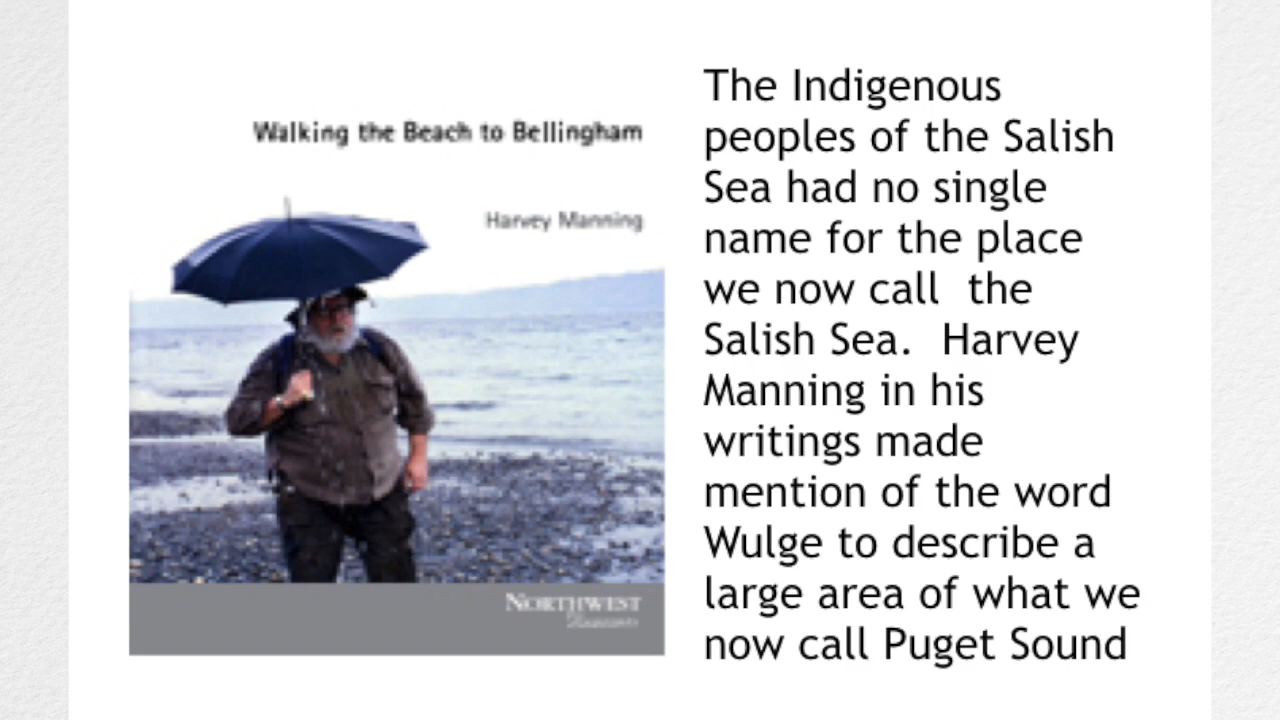 Walking the Beach to Bellingham
Harvey Manning
NORTHWEST
The Indigenous
peoples of the Salish
Sea had no single
name for the place
we now call  the
Salish Sea.  Harvey
Manning in his
writings made
mention of the word
Wulge to describe a
large area of what we
now call Puget Sound